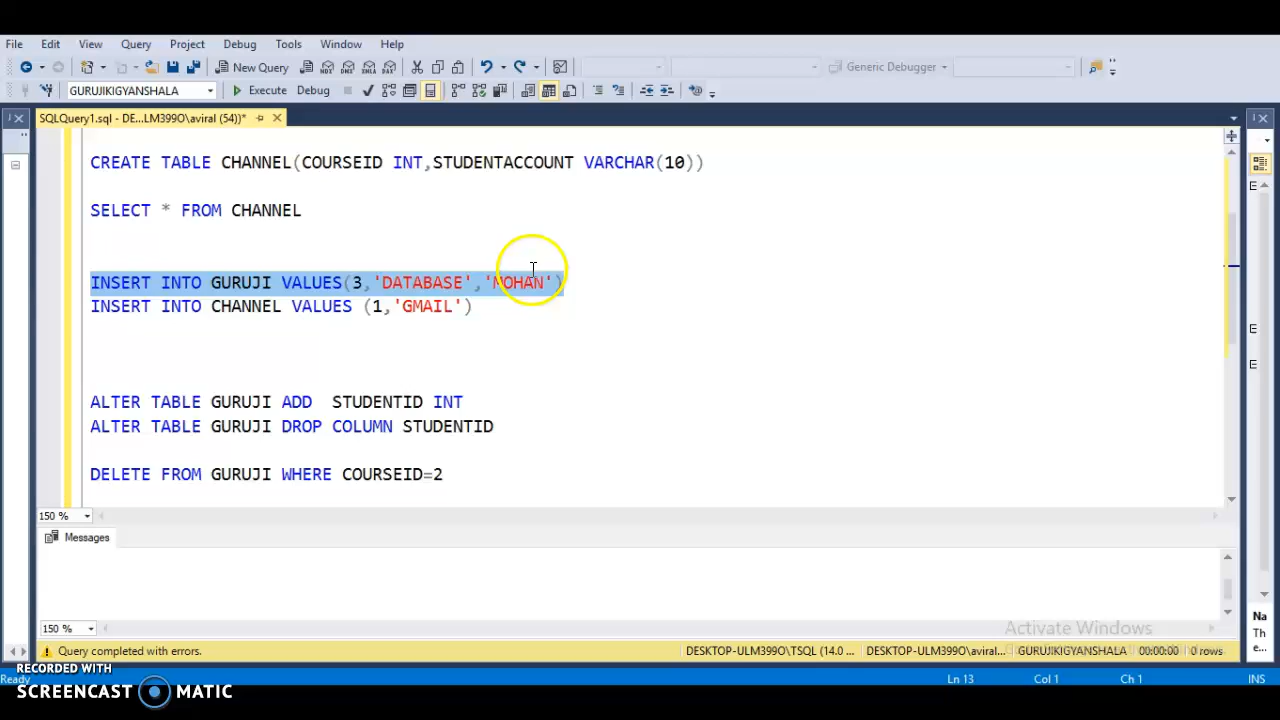 File Edit View Query Project Debug Tools Window Help
New Query Generic Debugger
GURUJIKIGYANSHALA Execute Debug
SQLQuery1.sql - DE...LM399O\aviral (54))*
CREATE TABLE CHANNEL(COURSEID INT,STUDENTACCOUNT VARCHAR(10))
SELECT * FROM CHANNEL
INSERT INTO GURUJI VALUES(3,'DATABASE','MOHAN')
INSERT INTO CHANNEL VALUES (1,'GMAIL')
ALTER TABLE GURUJI ADD STUDENTID INT
ALTER TABLE GURUJI DROP COLUMN STUDENTID
DELETE FROM GURUJI WHERE COURSEID=2
150 %
Messages
150 %
Activate Windows
Na
Th
e...
Query completed with errors. DESKTOP-ULM399O\TSQL (14.0 ... DESKTOP-ULM399O\aviral... GURUJIKIGYANSHALA 00:00:00 0 rows
RECORDED WITH
Ready Ln 13 Col 1 Ch 1 INS
SCREENCAST MATIC